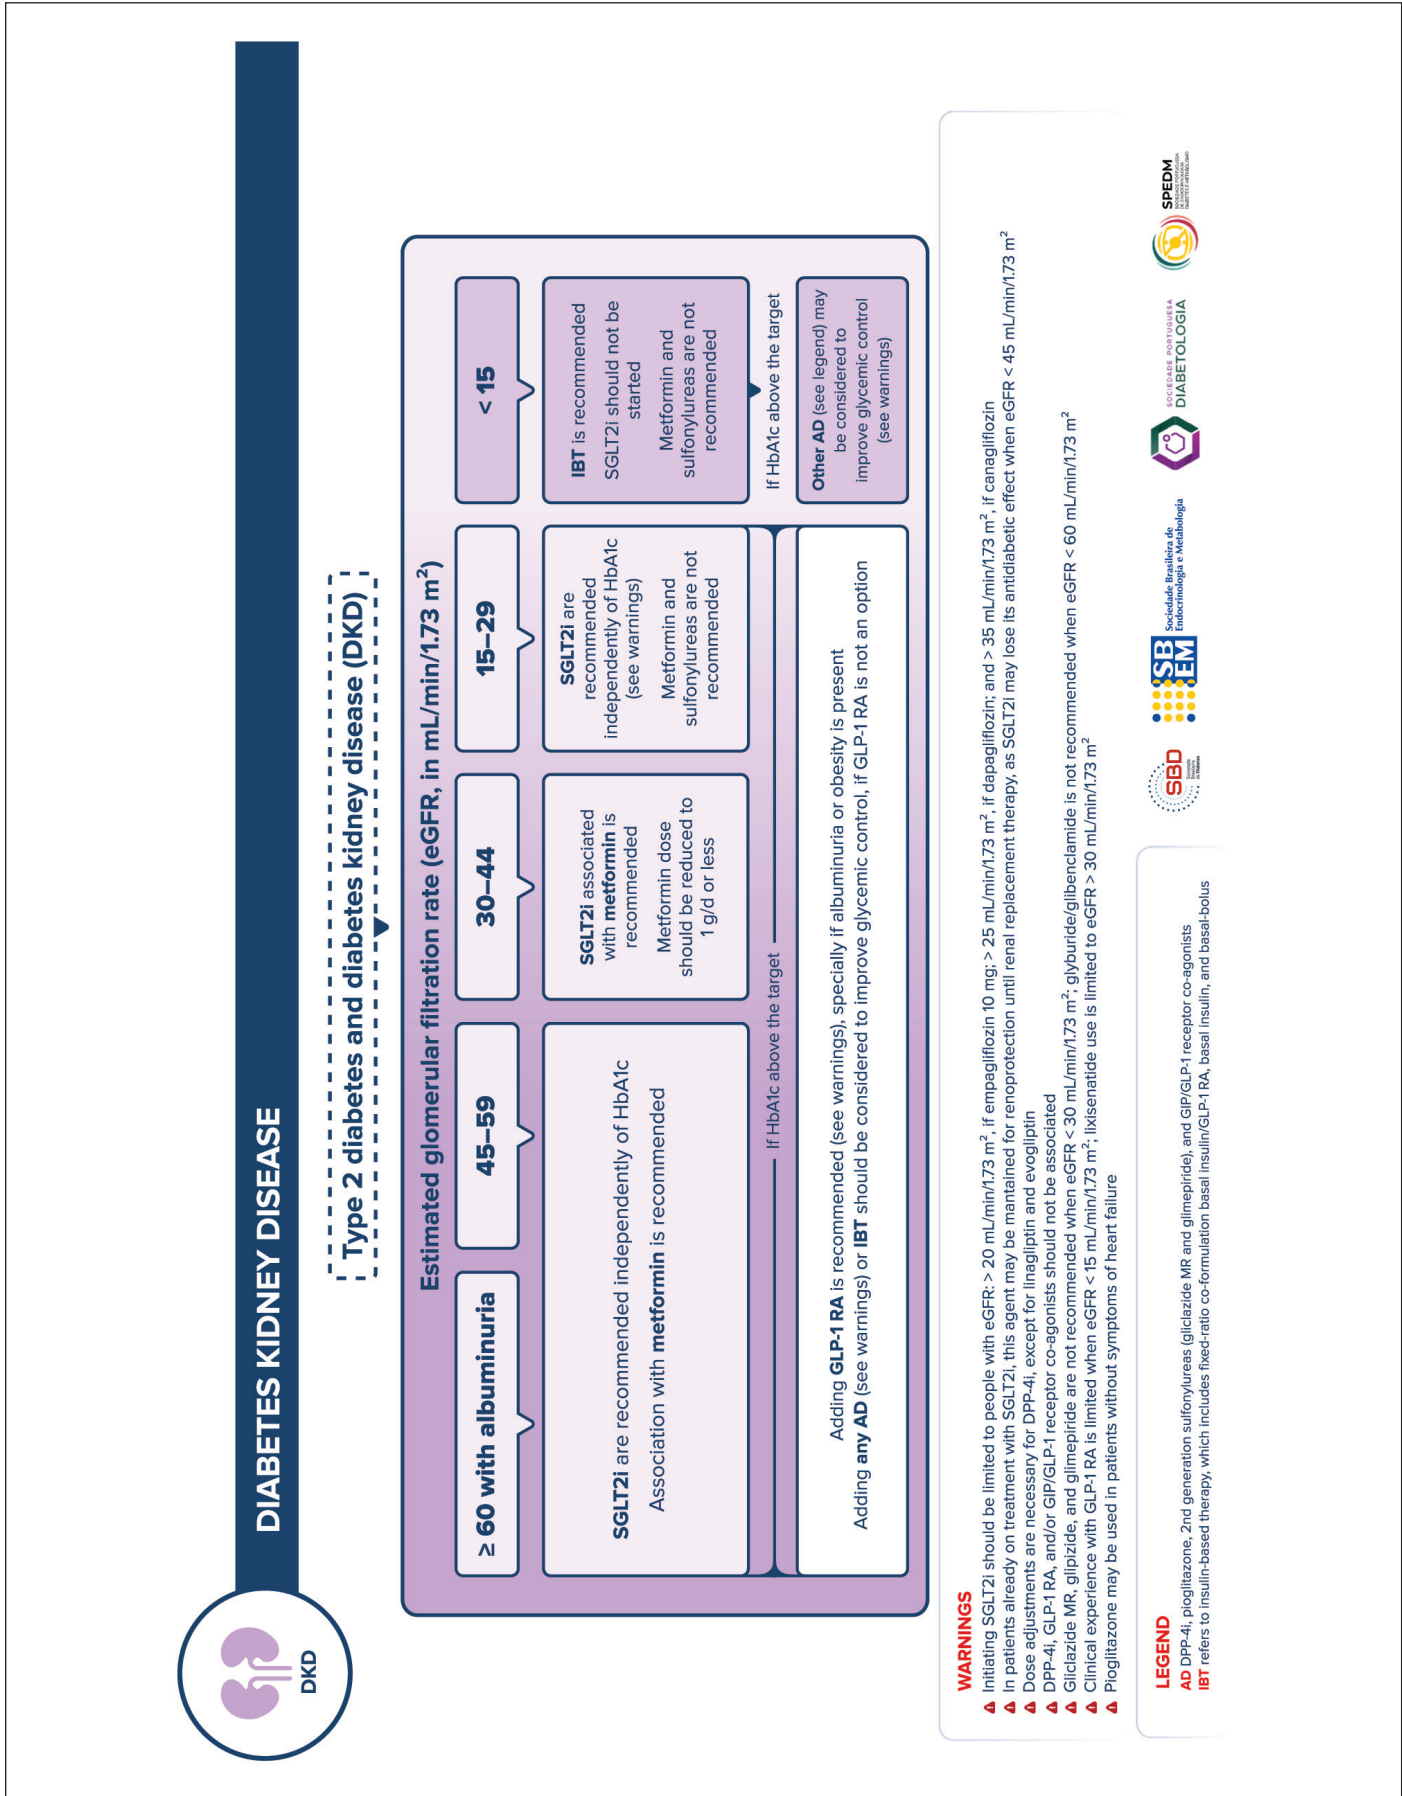 DKD
DIABETES KIDNEY DISEASE
Type 2 diabetes and diabetes kidney disease (DKD)
Estimated glomerular filtration rate (eGFR, in mL/min/1.73 m²)
≥ 60 with albuminuria
45–59
30–44
15–29
< 15
SGLT2i are recommended independently of HbA1c
Association with metformin is recommended
SGLT2i associated
with metformin is
recommended
Metformin dose
should be reduced to
1 g/d or less
SGLT2i are
recommended
independently of HbA1c
(see warnings)
Metformin and
sulfonylureas are not
recommended
IBT is recommended
SGLT2i should not be
started
Metformin and
sulfonylureas are not
recommended
If HbA1c above the target
If HbA1c above the target
Adding GLP-1 RA is recommended (see warnings), specially if albuminuria or obesity is present
Adding any AD (see warnings) or IBT should be considered to improve glycemic control, if GLP-1 RA is not an option
Other AD (see legend) may
be considered to
improve glycemic control
(see warnings)
WARNINGS
Initiating SGLT2i should be limited to people with eGFR: > 20 mL/min/1.73 m², if empagliflozin 10 mg; > 25 mL/min/1.73 m², if dapagliflozin; and > 35 mL/min/1.73 m², if canagliflozin
In patients already on treatment with SGLT2i, this agent may be maintained for renoprotection until renal replacement therapy, as SGLT2i may lose its antidiabetic effect when eGFR < 45 mL/min/1.73 m²
Dose adjustments are necessary for DPP-4i, except for linagliptin and evogliptin
DPP-4i, GLP-1 RA, and/or GIP/GLP-1 receptor co-agonists should not be associated
Gliclazide MR, glipizide, and glimepiride are not recommended when eGFR < 30 mL/min/1.73 m²; glyburide/glibenclamide is not recommended when eGFR < 60 mL/min/1.73 m²
Clinical experience with GLP-1 RA is limited when eGFR < 15 mL/min/1.73 m²; lixisenatide use is limited to eGFR > 30 mL/min/1.73 m²
Pioglitazone may be used in patients without symptoms of heart failure
LEGEND
AD DPP-4i, pioglitazone, 2nd generation sulfonylureas (gliclazide MR and glimepiride), and GIP/GLP-1 receptor co-agonists
IBT refers to insulin-based therapy, which includes fixed-ratio co-formulation basal insulin/GLP-1 RA, basal insulin, and basal-bolus
SBD
Sociedade
Brasileira
de Diabetes
SB
EM
Sociedade Brasileira de
Endocrinologia e Metabologia
SOCIEDADE PORTUGUESA
DIABETOLOGIA
SPEDM
SOCIEDADE PORTUGUESA
DE ENDOCRINOLOGIA
DIABETES E METABOLISMO